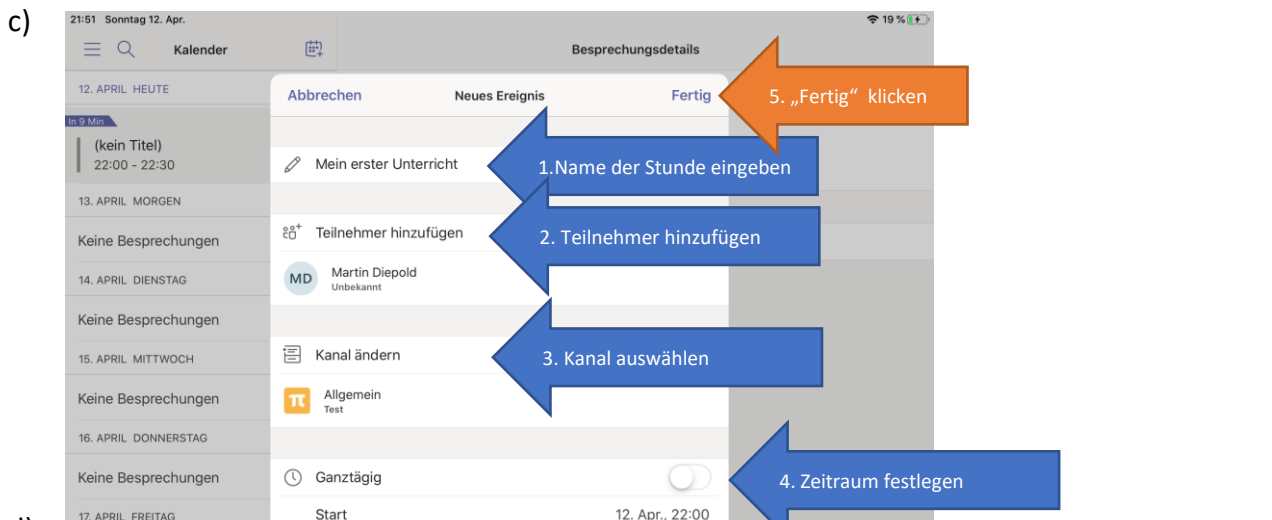 c)
21:51 Sonntag 12. Apr.
19 %
Kalender
Besprechungsdetails
12. APRIL HEUTE
Abbrechen
Neues Ereignis
Fertig
5. „Fertig“ klicken
In 9 Min
(kein Titel)
22:00 - 22:30
Mein erster Unterricht
1.Name der Stunde eingeben
13. APRIL MORGEN
Keine Besprechungen
Teilnehmer hinzufügen
2. Teilnehmer hinzufügen
14. APRIL DIENSTAG
MD
Martin Diepold
Unbekannt
Keine Besprechungen
15. APRIL MITTWOCH
Kanal ändern
3. Kanal auswählen
Keine Besprechungen
π
Allgemein
Test
16. APRIL DONNERSTAG
Keine Besprechungen
Ganztägig
4. Zeitraum festlegen
17. APRIL FREITAG
Start
12. Apr., 22:00